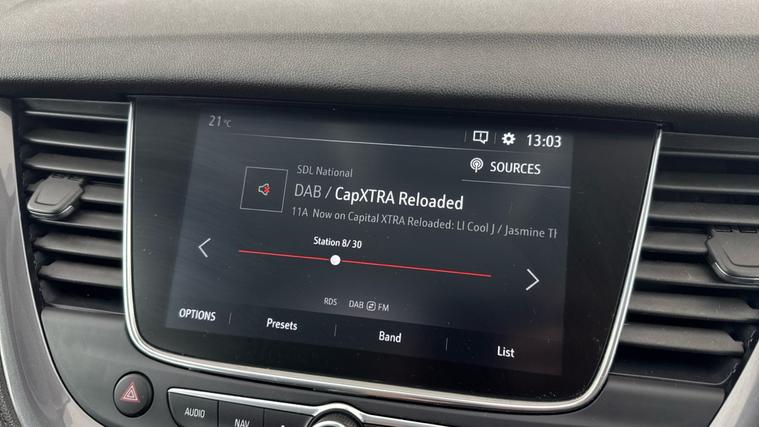 21°C
13:03
SOURCES
SDL National
DAB / CapXTRA Reloaded
11A Now on Capital XTRA Reloaded: Ll Cool J / Jasmine Th
Station 8/ 30
RDS DAB FM
OPTIONS Presets Band List
AUDIO NAV